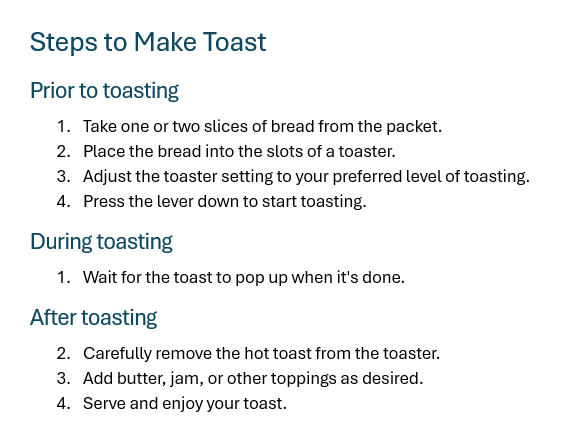 Steps to Make Toast
Prior to toasting
1. Take one or two slices of bread from the packet.
2. Place the bread into the slots of a toaster.
3. Adjust the toaster setting to your preferred level of toasting.
4. Press the lever down to start toasting.
During toasting
1. Wait for the toast to pop up when it's done.
After toasting
2. Carefully remove the hot toast from the toaster.
3. Add butter, jam, or other toppings as desired.
4. Serve and enjoy your toast.